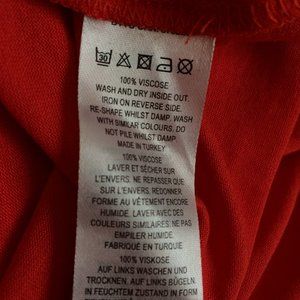 30
100% VISCOSE
WASH AND DRY INSIDE OUT.
IRON ON REVERSE SIDE.
RE-SHAPE WHILST DAMP. WASH
WITH SIMILAR COLOURS, DO
NOT PILE WHILST DAMP.
MADE IN TURKEY
100% VISCOSE
LAVER ET SÉCHER SUR
L'ENVERS. NE REPASSER QUE
SUR L'ENVERS. REDONNER
FORME AU VÊTEMENT ENCORE
HUMIDE. LAVER AVEC DES
COULEURS SIMILAIRES. NE PAS
EMPILER HUMIDE.
FABRIQUÉ EN TURQUIE
100% VISKOSE
AUF LINKS WASCHEN UND
TROCKNEN. AUF LINKS BÜGELN.
IN FEUCHTEM ZUSTAND IN FORM